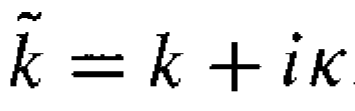 k̃ = k + iκ.